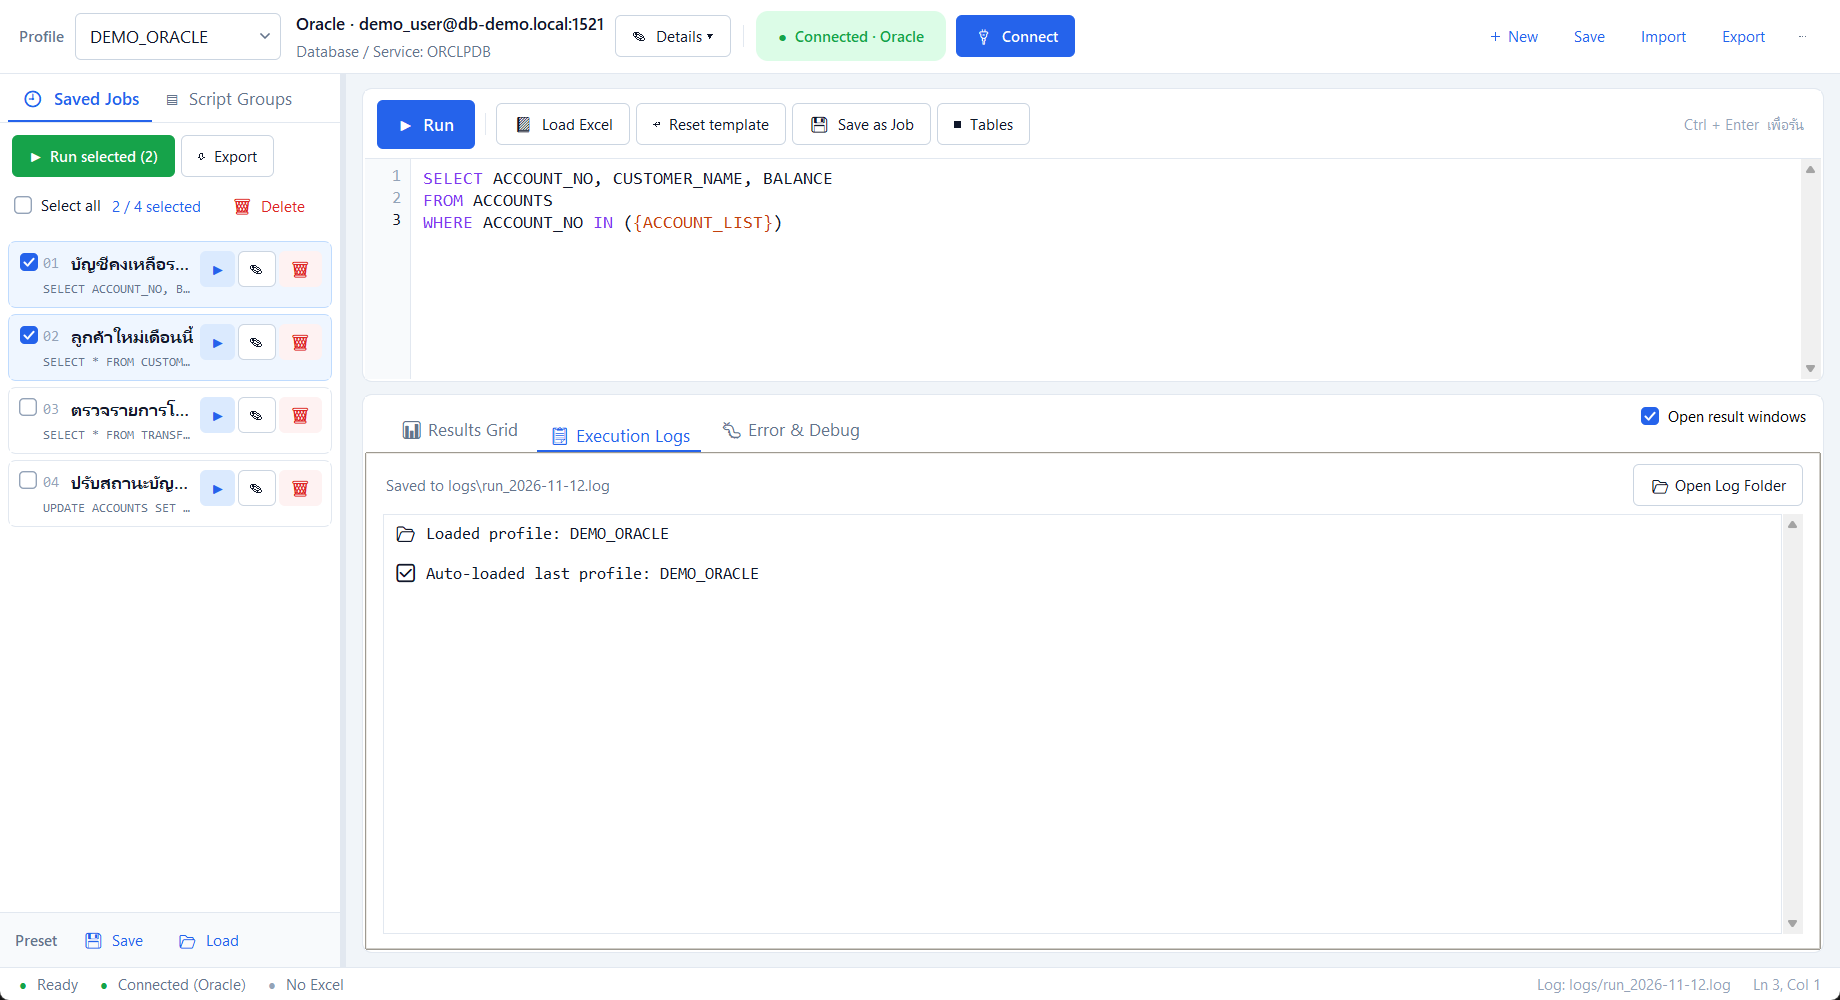 Profile
DEMO_ORACLE
Oracle · demo_user@db-demo.local:1521
Database / Service: ORCLPDB
Details
Connected · Oracle
Connect
+ New
Save
Import
Export
...
Saved Jobs
Script Groups
Run selected (2)
Export
Select all
2 / 4 selected
Delete
01 บัญชีคงเหลือร...
SELECT ACCOUNT_NO, B...
02 ลูกค้าใหม่เดือนนี้
SELECT * FROM CUSTOM...
03 ตรวจรายการโ...
SELECT * FROM TRANSF...
04 ปรับสถานะบัญ...
UPDATE ACCOUNTS SET ...
Preset
Save
Load
Run
Load Excel
Reset template
Save as Job
Tables
Ctrl + Enter เพื่อรัน
1 SELECT ACCOUNT_NO, CUSTOMER_NAME, BALANCE
2 FROM ACCOUNTS
3 WHERE ACCOUNT_NO IN ({ACCOUNT_LIST})
Results Grid
Execution Logs
Error & Debug
Open result windows
Saved to logs\run_2026-11-12.log
Open Log Folder
Loaded profile: DEMO_ORACLE
Auto-loaded last profile: DEMO_ORACLE
Ready
Connected (Oracle)
No Excel
Log: logs/run_2026-11-12.log
Ln 3, Col 1